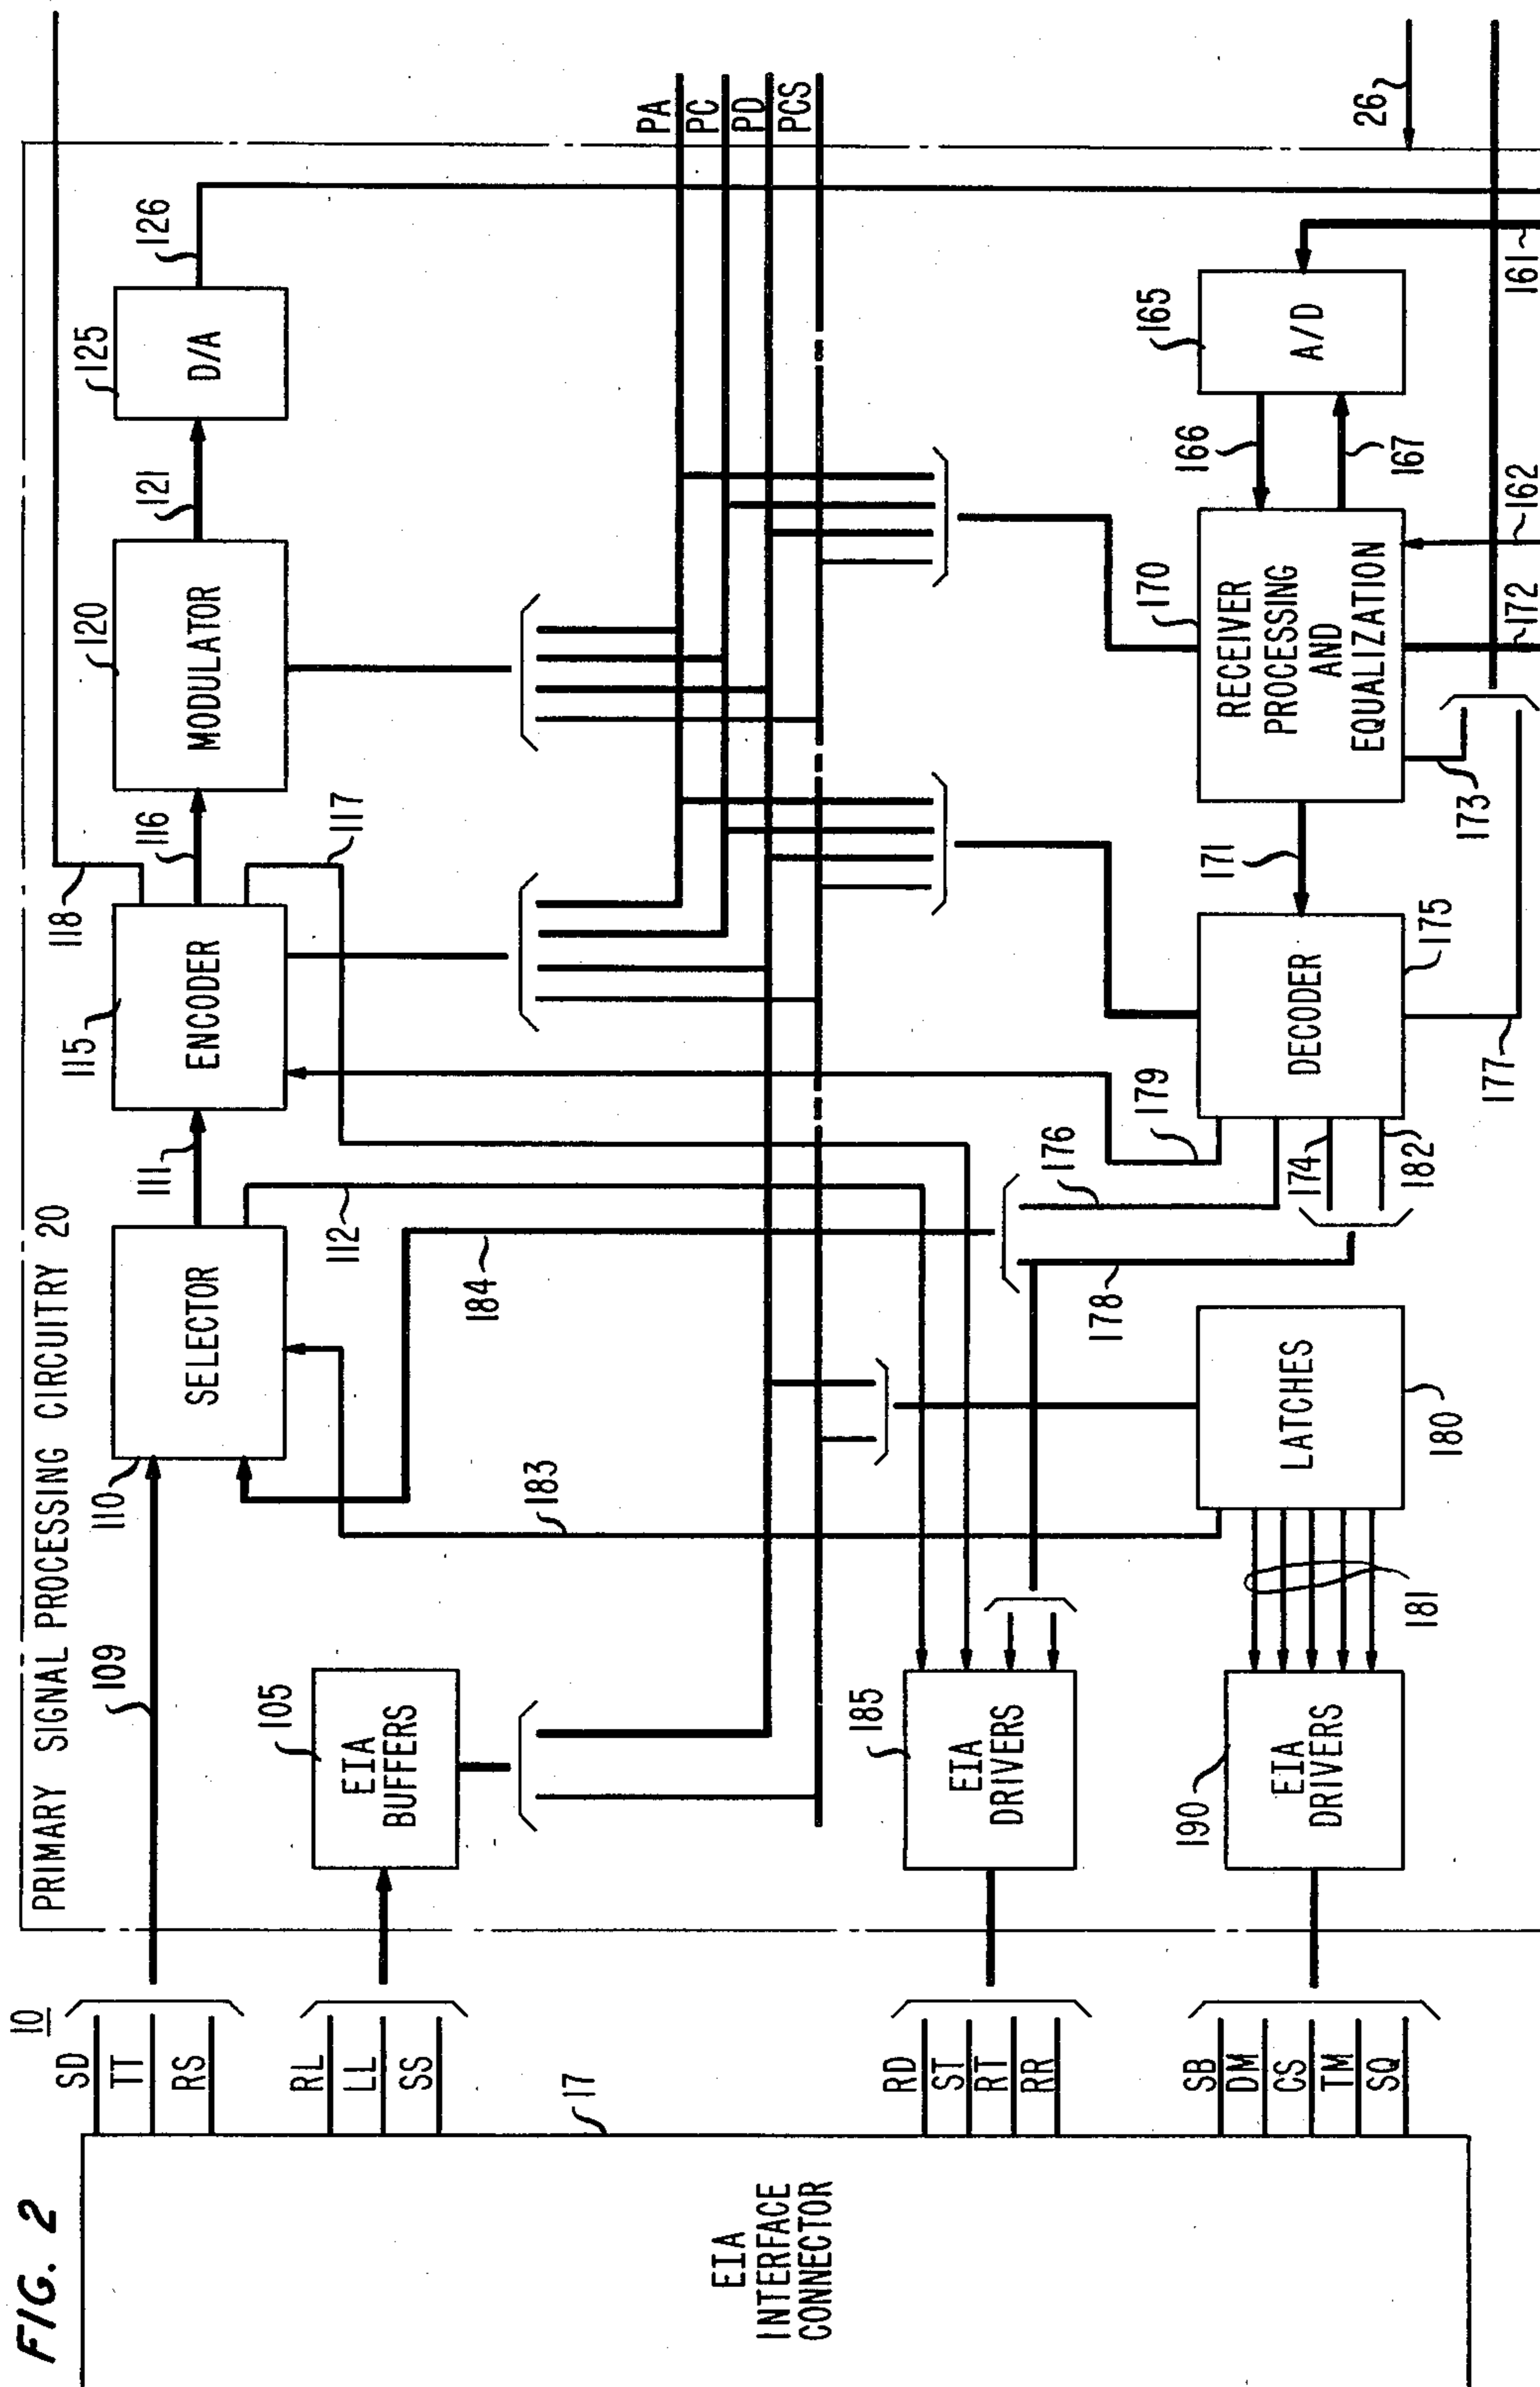 FIG. 2
10
PRIMARY SIGNAL PROCESSING CIRCUITRY 20
EIA
INTERFACE
CONNECTOR
17
SD
TT
RS
RL
LL
SS
RD
ST
RT
RR
SB
DM
CS
TM
SQ
109
110
SELECTOR
111
112
115
ENCODER
116
117
118
120
MODULATOR
121
125
D/A
126
105
EIA
BUFFERS
PA
PC
PD
PCS
26
183
184
176
178
179
174
182
185
EIA
DRIVERS
190
EIA
DRIVERS
181
LATCHES
180
DECODER
175
177
171
170
RECEIVER
PROCESSING
AND
EQUALIZATION
173
172
162
166
167
165
A/D
161